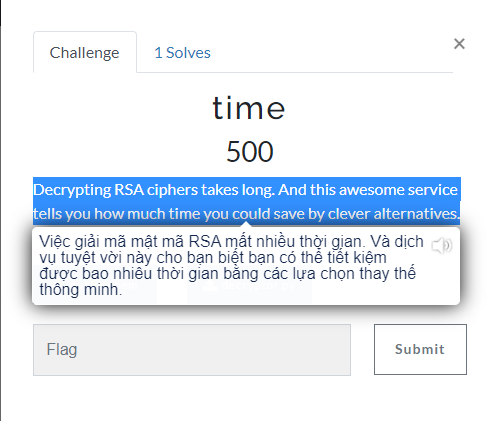 Challenge
1 Solves
×
time
500
Decrypting RSA ciphers takes long. And this awesome service
tells you how much time you could save by clever alternatives.
Việc giải mã mật mã RSA mất nhiều thời gian. Và dịch
vụ tuyệt vời này cho bạn biết bạn có thể tiết kiệm
được bao nhiêu thời gian bằng các lựa chọn thay thế
thông minh.
Flag
Submit